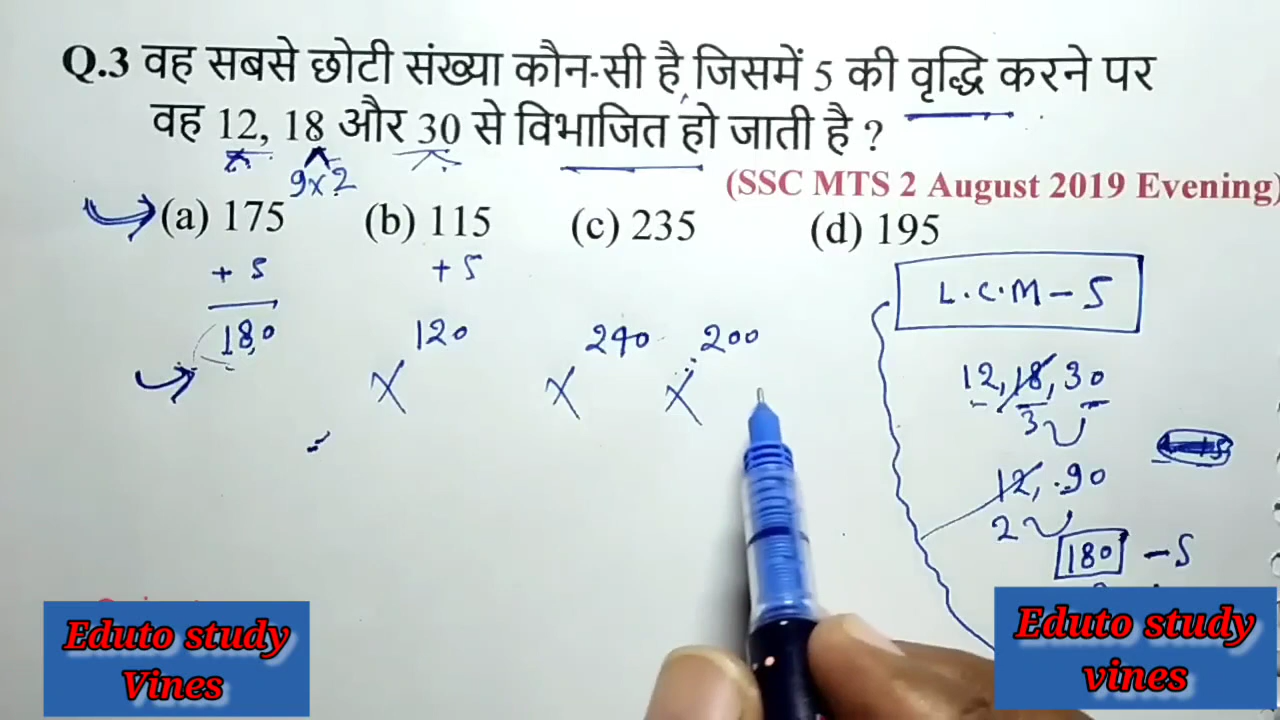 Q.3 वह सबसे छोटी संख्या कौन-सी है जिसमें 5 की वृद्धि करने पर
वह 12, 18 और 30 से विभाजित हो जाती है ?
9x2
(SSC MTS 2 August 2019 Evening)
(a) 175 (b) 115 (c) 235 (d) 195
+ 5 + 5
180 120 240 200
L.C.M - 5
12, 18, 30
3
12, 90
2
180 - 5
Eduto study
Vines
Eduto study
vines